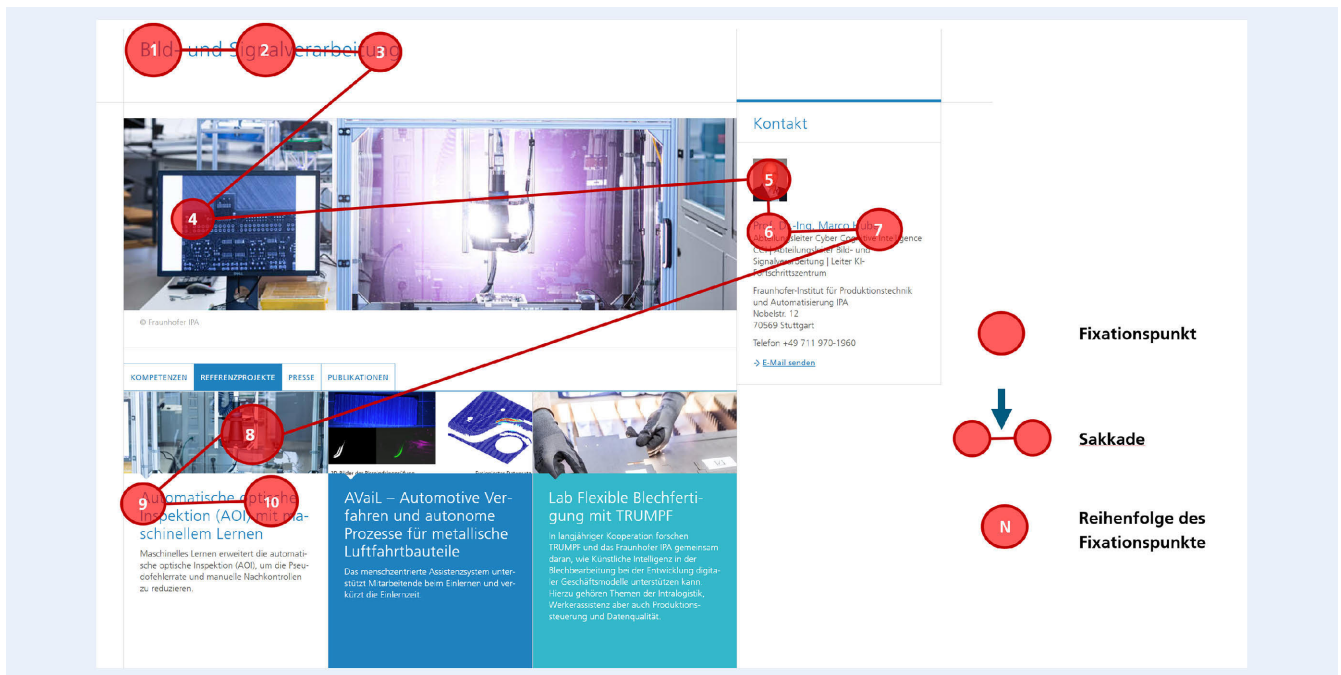 Bild- und Signalverarbeitung
1
2
3
4
5
6
7
8
9
10
© Fraunhofer IPA
Kontakt
Prof. Dr.-Ing. Marco
Abteilungsleiter Cyber Cognitive Intelligence
Abteilungsleiter Bild- und
Signalverarbeitung | Leiter KI-
Fortschrittszentrum
Fraunhofer-Institut für Produktionstechnik
und Automatisierung IPA
Nobelstr. 12
70569 Stuttgart
Telefon +49 711 970-1960
E-Mail senden
KOMPETENZEN REFERENZPROJEKTE PRESSE PUBLIKATIONEN
Automatische optische
Inspektion (AOI) mit ma-
schinellem Lernen
Maschinelles Lernen erweitert die automati-
sche optische Inspektion (AOI), um die Pseu-
dofehlerrate und manuelle Nachkontrollen
zu reduzieren.
AVaiL – Automotive Ver-
fahren und autonome
Prozesse für metallische
Luftfahrtbauteile
Das menschzentrierte Assistenzsystem unter-
stützt Mitarbeitende beim Einlernen und ver-
kürzt die Einlernzeit.
Lab Flexible Blechferti-
gung mit TRUMPF
In langjähriger Kooperation forschen
TRUMPF und das Fraunhofer IPA gemeinsam
daran, wie Künstliche Intelligenz in der
Blechbearbeitung bei der Entwicklung digita-
ler Geschäftsmodelle unterstützen kann.
Hierzu gehören Themen der Intralogistik,
Werkerassistenz aber auch Produktions-
steuerung und Datenqualität.
Fixationspunkt
Sakkade
N
Reihenfolge des
Fixationspunkte